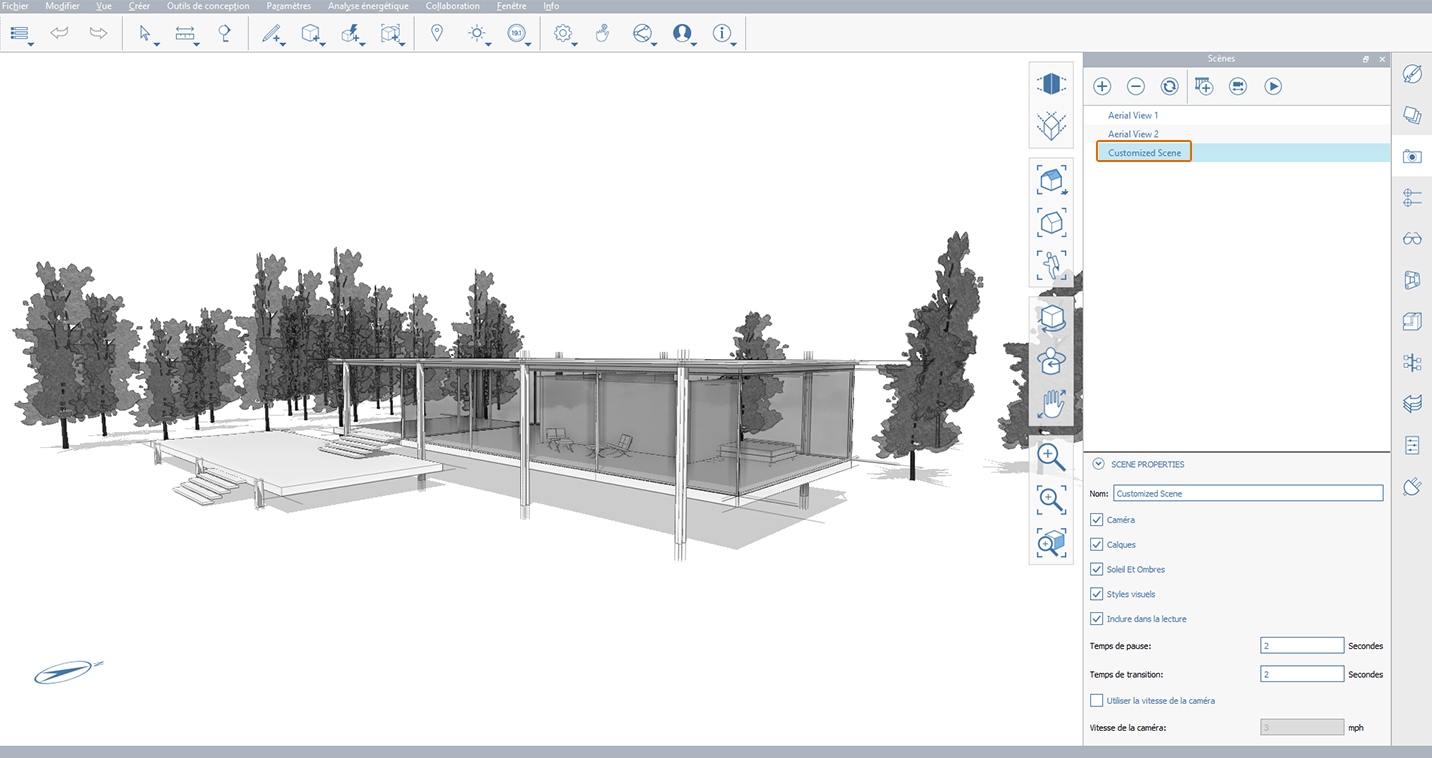 Fichier Modifier Vue Créer Outils de conception Paramètres Analyse énergétique Collaboration Fenêtre Info
19.1
Scènes
Aerial View 1
Aerial View 2
Customized Scene
SCENE PROPERTIES
Nom: Customized Scene
Caméra
Calques
Soleil Et Ombres
Styles visuels
Inclure dans la lecture
Temps de pause: 2 Secondes
Temps de transition: 2 Secondes
Utiliser la vitesse de la caméra
Vitesse de la caméra: 3 mph